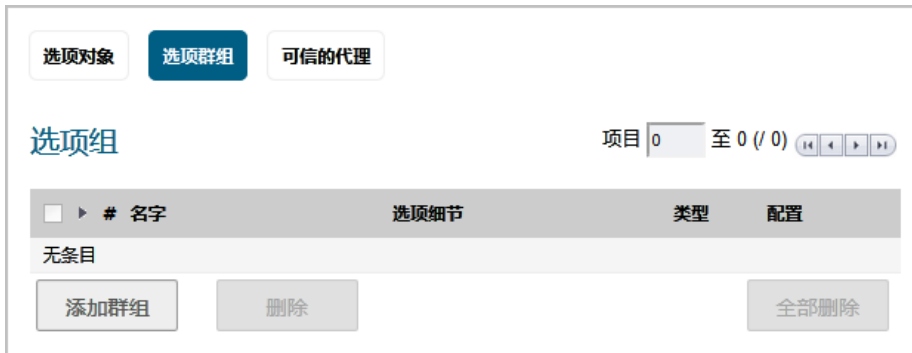 选项对象 选项群组 可信的代理
选项组 项目 0 至 0 (/ 0)
# 名字 选项细节 类型 配置
无条目
添加群组 删除 全部删除